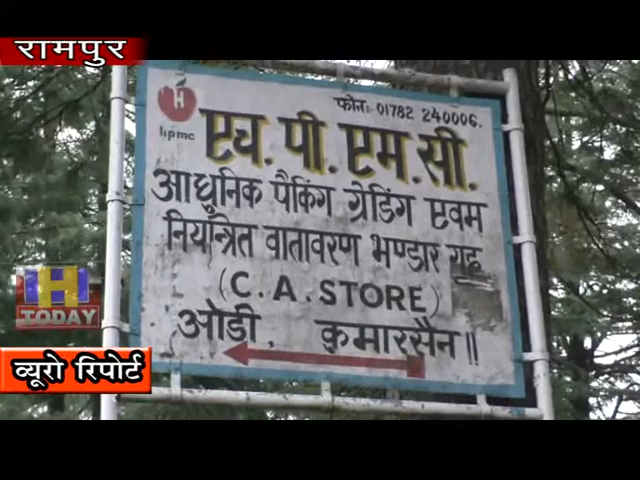 रामपुर
फोन:- 01782 240006.
H
hpmc
एच.पी.एम.सी.
आधुनिक पैकिंग ग्रेडिंग एवम
नियन्त्रित वातावरण भण्डार गृह
(C.A.STORE)
ओडी कुमारसैन॥
H
TODAY
ब्यूरो रिपोर्ट